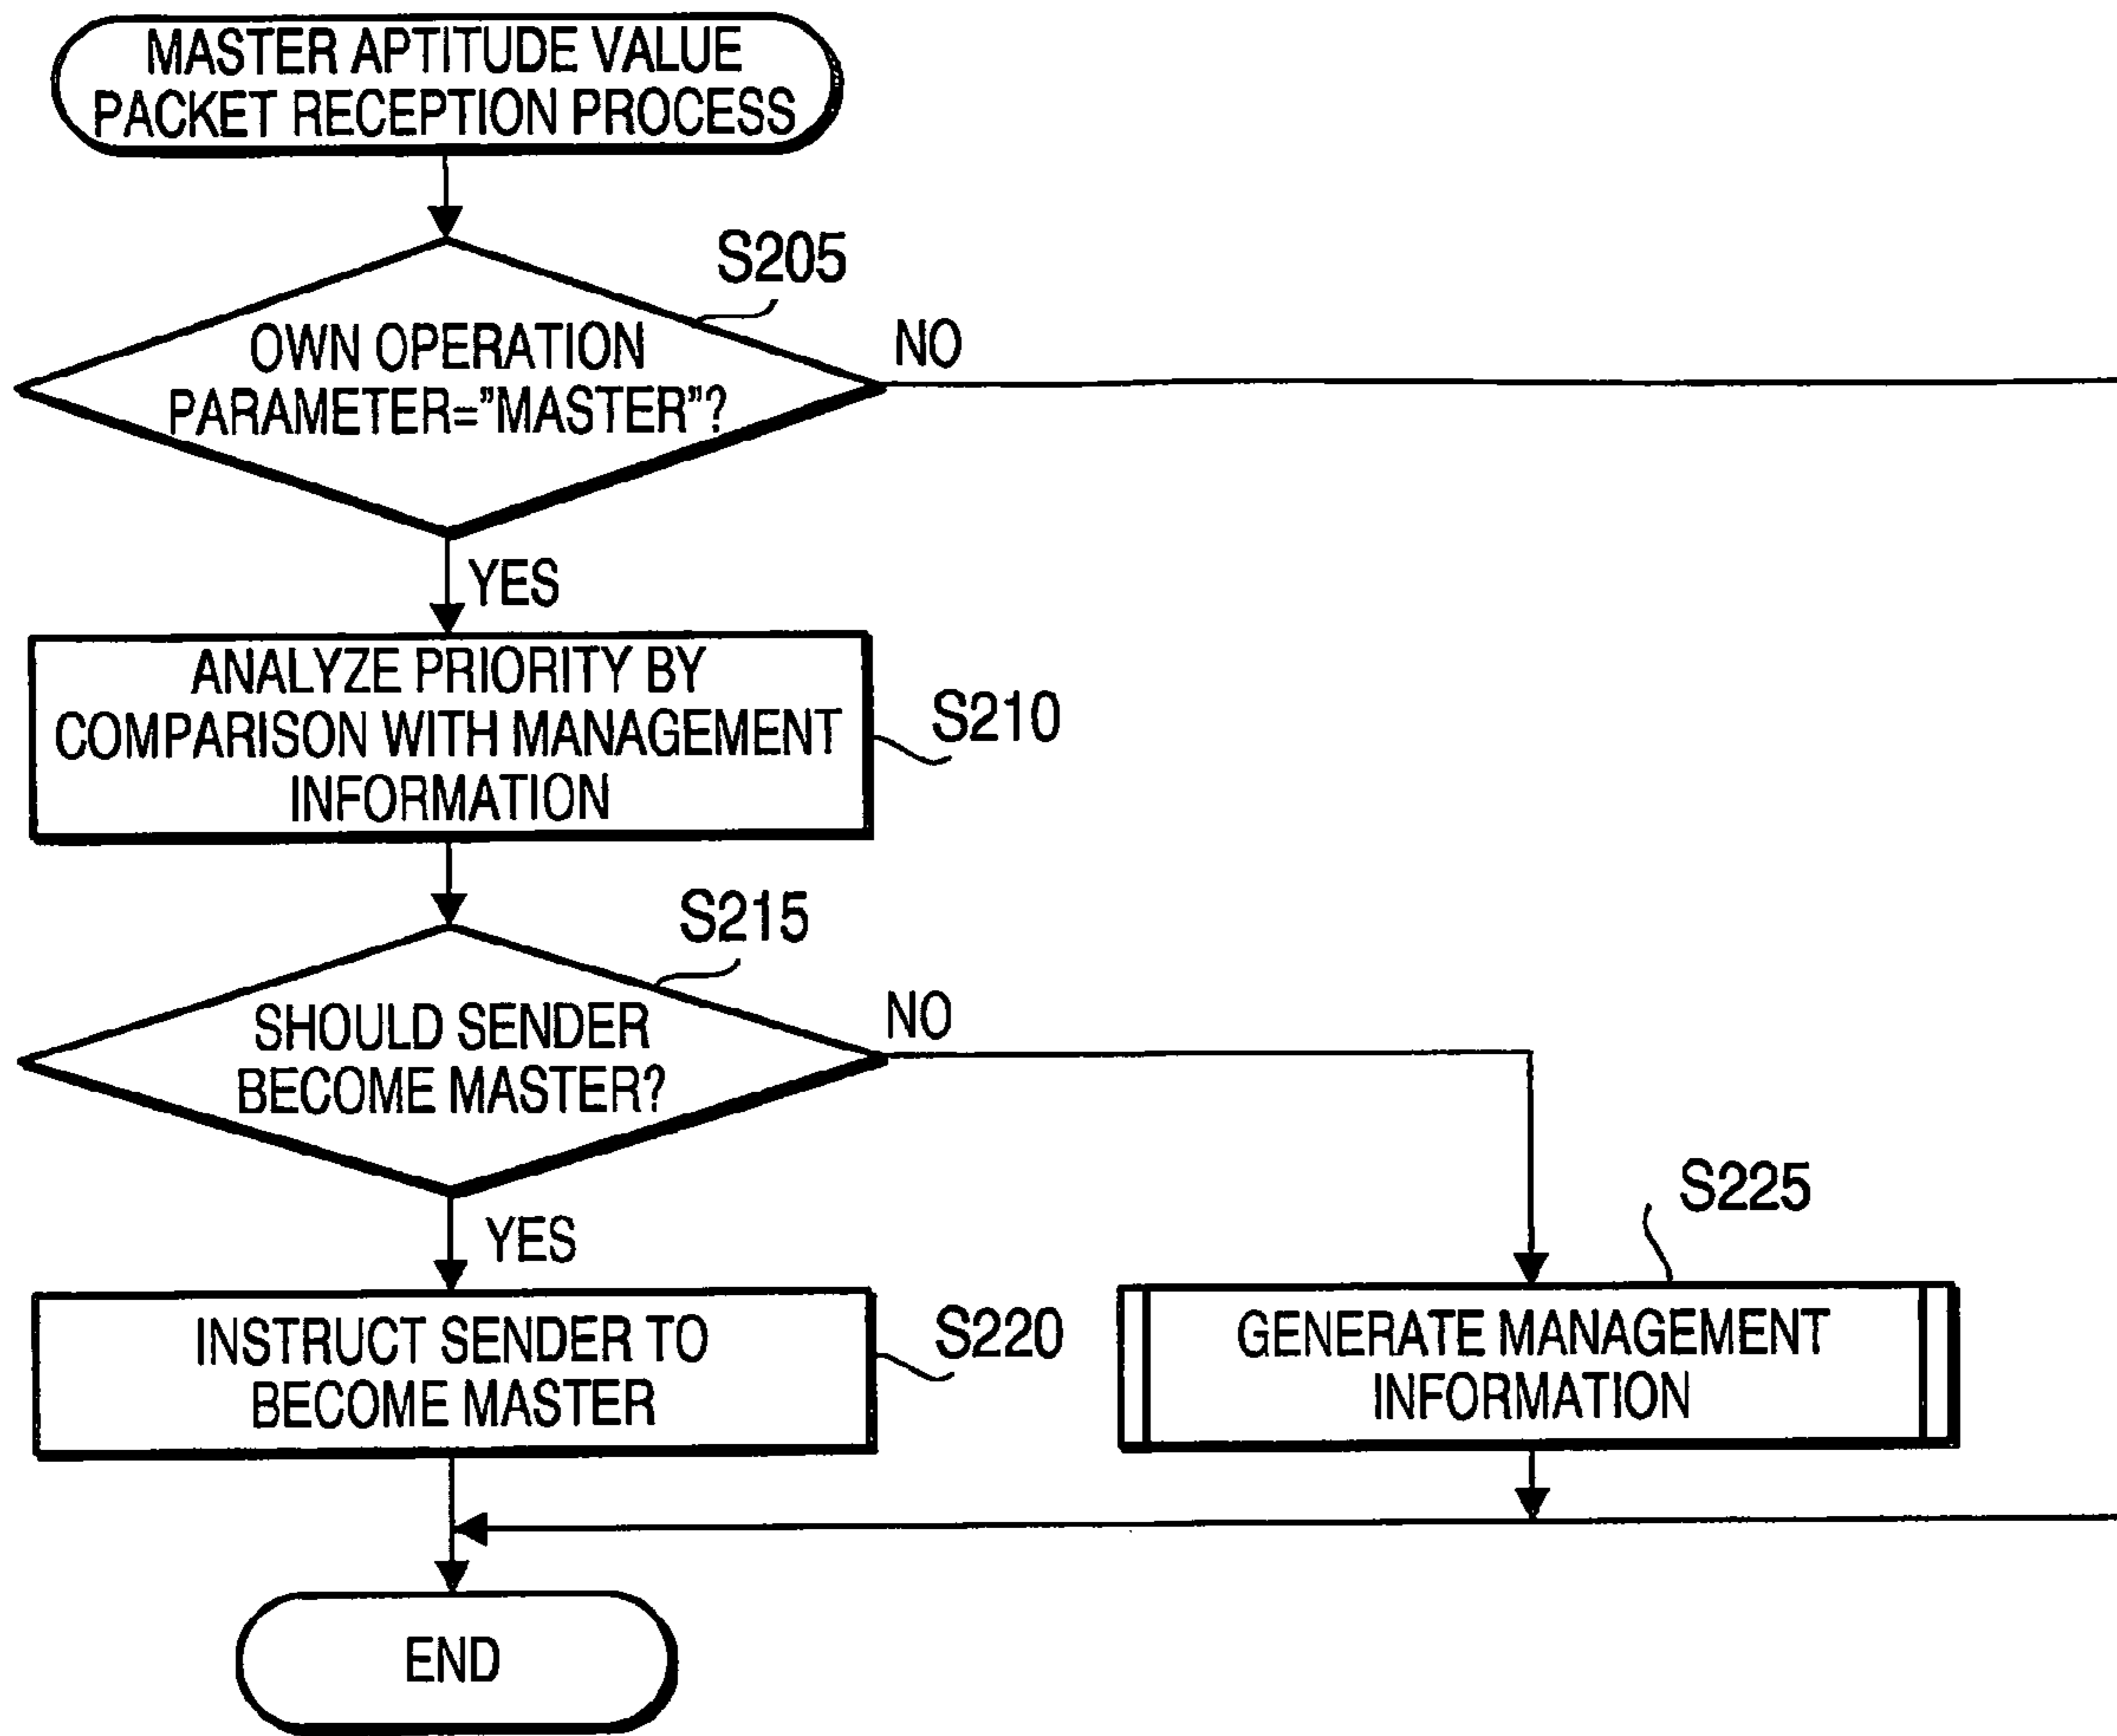 MASTER APTITUDE VALUE
PACKET RECEPTION PROCESS
S205
OWN OPERATION
PARAMETER="MASTER"?
NO
YES
ANALYZE PRIORITY BY
COMPARISON WITH MANAGEMENT
INFORMATION
S210
S215
SHOULD SENDER
BECOME MASTER?
NO
YES
S225
INSTRUCT SENDER TO
BECOME MASTER
S220
GENERATE MANAGEMENT
INFORMATION
END